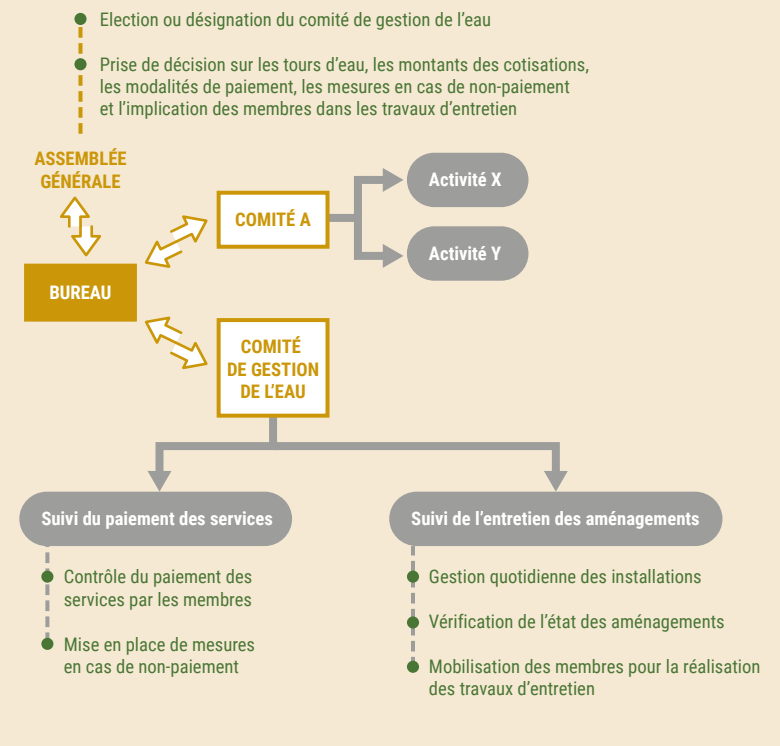 Election ou désignation du comité de gestion de l'eau
Prise de décision sur les tours d'eau, les montants des cotisations,
les modalités de paiement, les mesures en cas de non-paiement
et l'implication des membres dans les travaux d'entretien
ASSEMBLÉE
GÉNÉRALE
BUREAU
COMITÉ A
Activité X
Activité Y
COMITÉ
DE GESTION
DE L'EAU
Suivi du paiement des services
Contrôle du paiement des
services par les membres
Mise en place de mesures
en cas de non-paiement
Suivi de l'entretien des aménagements
Gestion quotidienne des installations
Vérification de l'état des aménagements
Mobilisation des membres pour la réalisation
des travaux d'entretien